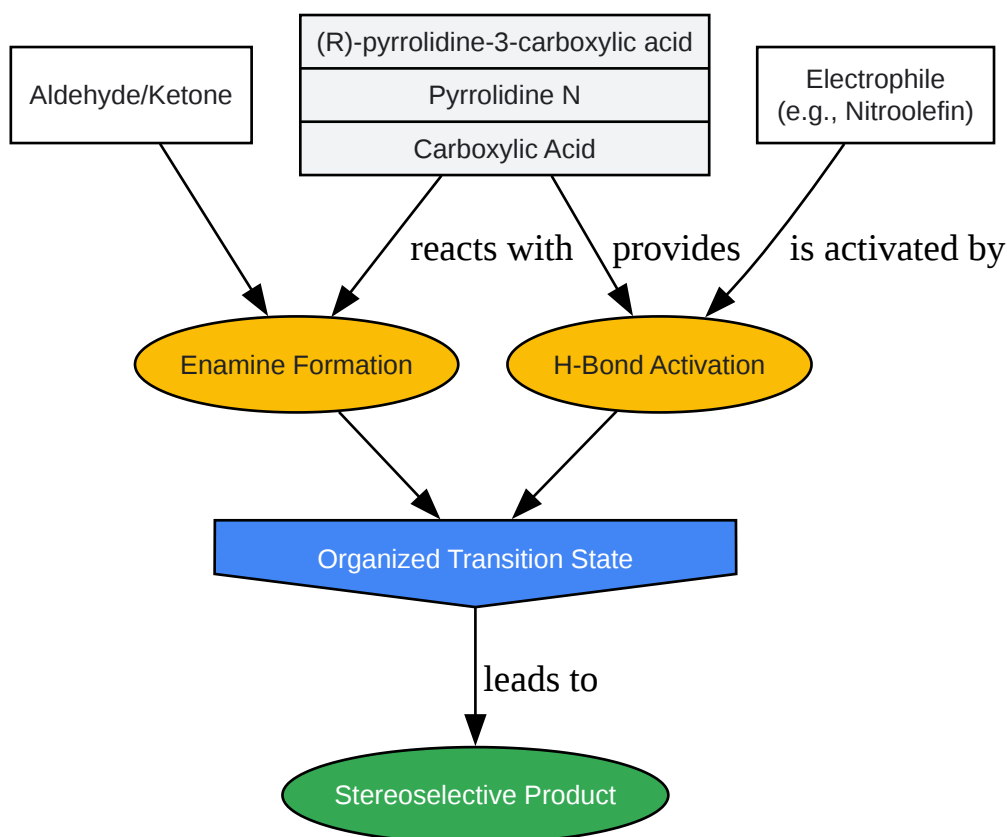 (R)-pyrrolidine-3-carboxylic acid
Aldehyde/Ketone
Pyrrolidine N
Carboxylic Acid
Electrophile
(e.g., Nitroolefin)
reacts with
provides
is activated by
Enamine Formation
H-Bond Activation
Organized Transition State
leads to
Stereoselective Product